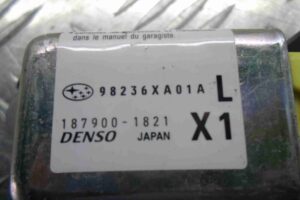 dans le manuel du garagiste.
98236XA01A L
187900-1821 X1
DENSO JAPAN